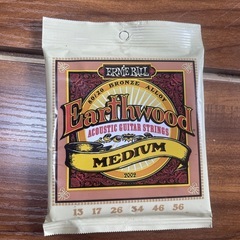 ERNIE BALL
80/20 BRONZE ALLOY
Earthwood
ACOUSTIC GUITAR STRINGS
MEDIUM
2002
13 17 26 34 46 56